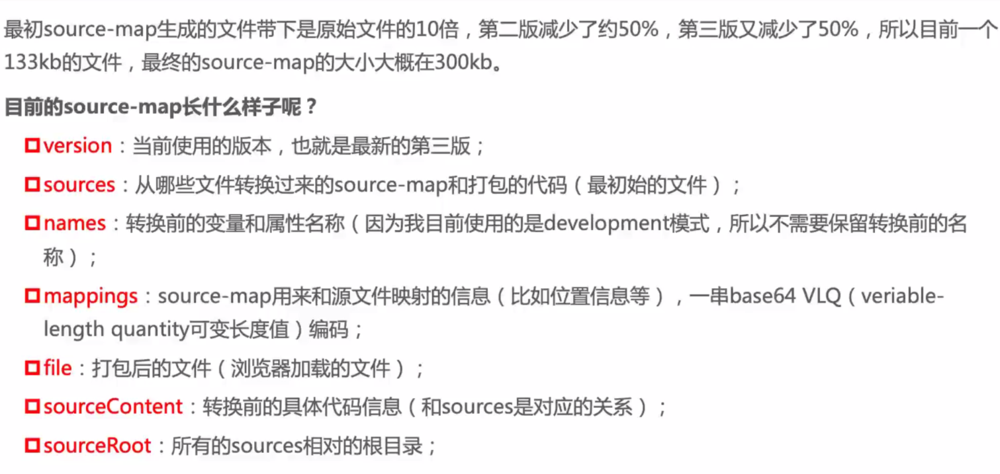 最初source-map生成的文件带下是原始文件的10倍，第二版减少了约50%，第三版又减少了50%，所以目前一个
133kb的文件，最终的source-map的大小大概在300kb。
目前的source-map长什么样子呢？
version：当前使用的版本，也就是最新的第三版；
sources：从哪些文件转换过来的source-map和打包的代码（最初始的文件）；
names：转换前的变量和属性名称（因为我目前使用的是development模式，所以不需要保留转换前的名
称）；
mappings：source-map用来和源文件映射的信息（比如位置信息等），一串base64 VLQ（veriable-
length quantity可变长度值）编码；
file：打包后的文件（浏览器加载的文件）；
sourceContent：转换前的具体代码信息（和sources是对应的关系）；
sourceRoot：所有的sources相对的根目录；